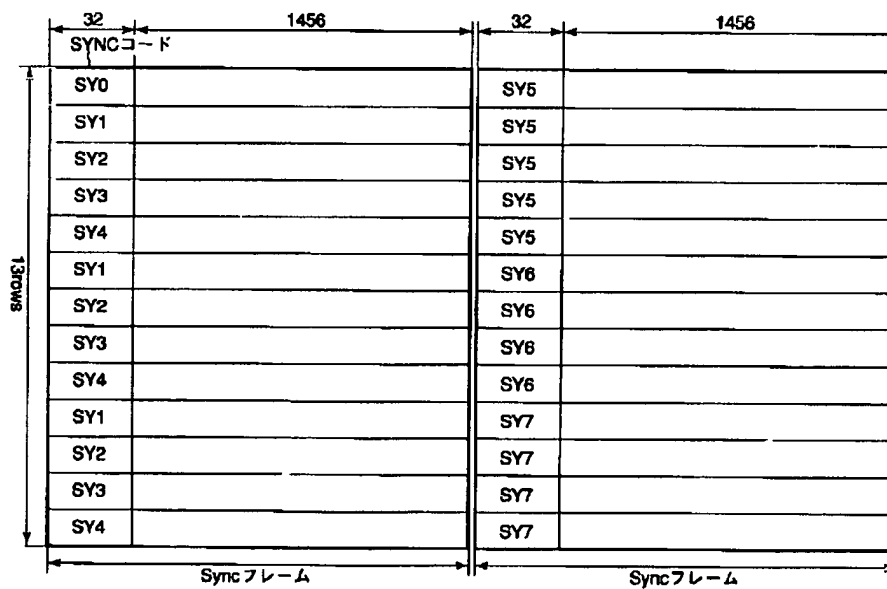 32 1456 32 1456
SYNCコード
SY0 SY5
SY1 SY5
SY2 SY5
SY3 SY5
SY4 SY5
SY1 SY6
SY2 SY6
SY3 SY6
SY4 SY6
SY1 SY7
SY2 SY7
SY3 SY7
SY4 SY7
13rows
Syncフレーム Syncフレーム